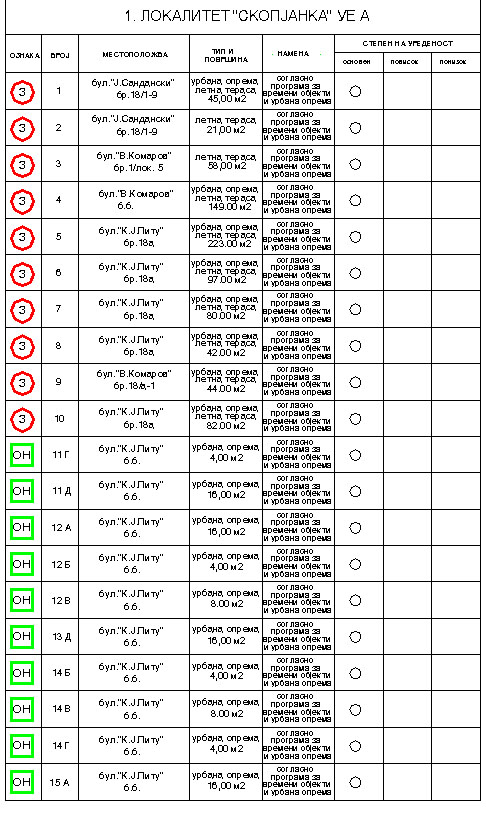 1. ЛОКАЛИТЕТ "СКОПЈАНКА" УЕ А
ОЗНАКА БРОЈ МЕСТОПОЛОЖБА ТИП И ПОВРШИНА НАМЕНА СТЕПЕН НА УРЕДЕНОСТ
ОСНОВЕН ПОВИСОК ПОНИЗОК
3 1 бул."Ј.Сандански" бр.18/1-9 урбана, опрема, летна, тераса, 45,00 м2 согласно програма за времени објекти и урбана опрема
3 2 бул."Ј.Сандански" бр.18/1-9 летна, тераса, 21,00 м2 согласно програма за времени објекти и урбана опрема
3 3 бул."В.Комаров" бр.1/лок. 5 летна, тераса, 58,00 м2 согласно програма за времени објекти и урбана опрема
3 4 бул."В.Комаров" б.б. урбана, опрема, летна, тераса, 149.00 м2 согласно програма за времени објекти и урбана опрема
3 5 бул."К.Ј.Питу" бр.18а, урбана, опрема, летна, тераса, 223.00 м2 согласно програма за времени објекти и урбана опрема
3 6 бул."К.Ј.Питу" бр.18а, урбана, опрема, летна, тераса, 97.00 м2 согласно програма за времени објекти и урбана опрема
3 7 бул."К.Ј.Питу" бр.18а, урбана, опрема, летна, тераса, 80.00 м2 согласно програма за времени објекти и урбана опрема
3 8 бул."К.Ј.Питу" бр.18а, урбана, опрема, летна, тераса, 42.00 м2 согласно програма за времени објекти и урбана опрема
3 9 бул."В.Комаров" бр.18/а,-1 урбана, опрема, летна, тераса, 44.00 м2 согласно програма за времени објекти и урбана опрема
3 10 бул."К.Ј.Питу" бр.18а, урбана, опрема, летна, тераса, 82.00 м2 согласно програма за времени објекти и урбана опрема
ОН 11 Г бул."К.Ј.Питу" б.б. урбана, опрема, 4,00 м2 согласно програма за времени објекти и урбана опрема
ОН 11 Д бул."К.Ј.Питу" б.б. урбана, опрема, 16,00 м2 согласно програма за времени објекти и урбана опрема
ОН 12 А бул."К.Ј.Питу" б.б. урбана, опрема, 16,00 м2 согласно програма за времени објекти и урбана опрема
ОН 12 Б бул."К.Ј.Питу" б.б. урбана, опрема, 4,00 м2 согласно програма за времени објекти и урбана опрема
ОН 12 В бул."К.Ј.Питу" б.б. урбана, опрема, 8.00 м2 согласно програма за времени објекти и урбана опрема
ОН 13 Д бул."К.Ј.Питу" б.б. урбана, опрема, 16,00 м2 согласно програма за времени објекти и урбана опрема
ОН 14 Б бул."К.Ј.Питу" б.б. урбана, опрема, 4,00 м2 согласно програма за времени објекти и урбана опрема
ОН 14 В бул."К.Ј.Питу" б.б. урбана, опрема, 8.00 м2 согласно програма за времени објекти и урбана опрема
ОН 14 Г бул."К.Ј.Питу" б.б. урбана, опрема, 4,00 м2 согласно програма за времени објекти и урбана опрема
ОН 15 А бул."К.Ј.Питу" б.б. урбана, опрема, 16,00 м2 согласно програма за времени објекти и урбана опрема